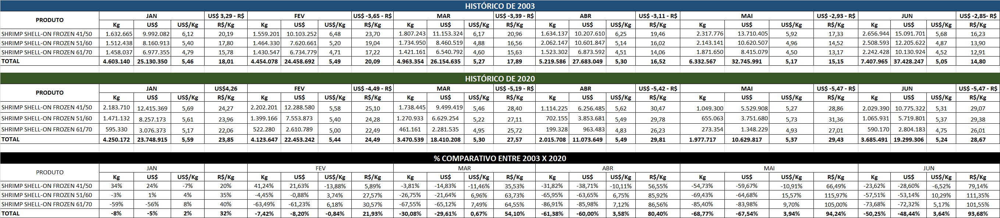 HISTÓRICO DE 2003
PRODUTO JAN US$ 3,29 - R$ FEV US$ -3,65 - R$ MAR US$ -3,39 - R$ ABR US$ -3,11 - R$ MAI US$ -2,93 - R$ JUN US$ -2,85- R$
Kg US$ US$/Kg R$/Kg Kg US$ US$/Kg R$/Kg Kg US$ US$/Kg R$/Kg Kg US$ US$/Kg R$/Kg Kg US$ US$/Kg R$/Kg Kg US$ US$/Kg R$/Kg
SHRIMP SHELL-ON FROZEN 41/50 1.632.665 9.992.082 6,12 20,19 1.559.201 10.103.252 6,48 23,70 1.807.243 11.153.324 6,17 20,96 1.634.137 10.207.610 6,25 19,46 2.317.776 13.710.405 5,92 17,33 2.656.944 15.091.701 5,68 16,23
SHRIMP SHELL-ON FROZEN 51/60 1.512.438 8.160.913 5,40 17,80 1.464.330 7.620.661 5,20 19,04 1.734.950 8.460.519 4,88 16,56 2.062.147 10.601.847 5,14 16,02 2.143.141 10.620.507 4,96 14,52 2.508.593 12.205.622 4,87 13,90
SHRIMP SHELL-ON FROZEN 61/70 1.458.037 6.977.355 4,79 15,78 1.430.547 6.734.779 4,71 17,22 1.421.161 6.540.792 4,60 15,63 1.523.302 6.873.592 4,51 14,06 1.871.650 8.415.079 4,50 13,17 2.242.428 10.130.924 4,52 12,91
TOTAL 4.603.140 25.130.350 5,46 18,01 4.454.078 24.458.692 5,49 20,09 4.963.354 26.154.635 5,27 17,89 5.219.586 27.683.049 5,30 16,52 6.332.567 32.745.991 5,17 15,15 7.407.965 37.428.247 5,05 14,80
HISTÓRICO DE 2020
PRODUTO JAN US$4,26 FEV US$ -4,49 - R$ MAR US$ -5,19 - R$ ABR US$ -5,42 - R$ MAI US$ -5,47 - R$ JUN US$ -5,47 - R$
Kg US$ US$/Kg R$/Kg Kg US$ US$/Kg R$/Kg Kg US$ US$/Kg R$/Kg Kg US$ US$/Kg R$/Kg Kg US$ US$/Kg R$/Kg Kg US$ US$/Kg R$/Kg
SHRIMP SHELL-ON FROZEN 41/50 2.183.710 12.415.369 5,69 24,27 2.202.201 12.288.580 5,58 25,10 1.738.445 9.499.419 5,46 28,40 1.114.225 6.256.485 5,62 30,47 1.049.300 5.529.908 5,27 28,86 2.029.390 10.775.322 5,31 29,07
SHRIMP SHELL-ON FROZEN 51/60 1.471.132 8.257.173 5,61 23,96 1.399.166 7.553.873 5,40 24,28 1.270.933 6.629.254 5,22 27,11 702.155 3.853.681 5,49 29,78 655.063 3.751.680 5,73 31,36 1.065.931 5.719.801 5,37 29,38
SHRIMP SHELL-ON FROZEN 61/70 595.330 3.076.373 5,17 22,06 522.280 2.610.789 5,00 22,49 461.161 2.281.535 4,95 25,72 199.328 963.483 4,83 26,23 273.354 1.348.229 4,93 27,01 590.170 2.804.183 4,75 26,01
TOTAL 4.250.172 23.748.915 5,59 23,85 4.123.647 22.453.242 5,44 24,49 3.470.539 18.410.208 5,30 27,57 2.015.708 11.073.649 5,49 29,81 1.977.717 10.629.817 5,37 29,43 3.685.491 19.299.306 5,24 28,67
% COMPARATIVO ENTRE 2003 X 2020
PRODUTO JAN FEV MAR ABR MAI JUN
Kg US$ US$/Kg R$/Kg Kg US$ US$/Kg R$/Kg Kg US$ US$/Kg R$/Kg Kg US$ US$/Kg R$/Kg Kg US$ US$/Kg R$/Kg Kg US$ US$/Kg R$/Kg
SHRIMP SHELL-ON FROZEN 41/50 34% 24% -7% 20% 41,24% 21,63% -13,88% 5,89% -3,81% -14,83% -11,46% 35,53% -31,82% -38,71% -10,11% 56,55% -54,73% -59,67% -10,91% 66,49% -23,62% -28,60% -6,52% 79,14%
SHRIMP SHELL-ON FROZEN 51/60 -3% 1% 4% 35% -4,45% -0,88% 3,74% 27,57% -26,75% -21,64% 6,96% 63,73% -65,95% -63,65% 6,75% 85,92% -69,43% -64,68% 15,57% 115,97% -57,51% -53,14% 10,29% 111,35%
SHRIMP SHELL-ON FROZEN 61/70 -59% -56% 8% 40% -63,49% -61,23% 6,18% 30,57% -67,55% -65,12% 7,49% 64,55% -86,91% -85,98% 7,12% 86,56% -85,40% -83,98% 9,70% 105,00% -73,68% -72,32% 5,17% 101,55%
TOTAL -8% -5% 2% 32% -7,42% -8,20% -0,84% 21,93% -30,08% -29,61% 0,67% 54,10% -61,38% -60,00% 3,58% 80,40% -68,77% -67,54% 3,94% 94,24% -50,25% -48,44% 3,64% 93,68%